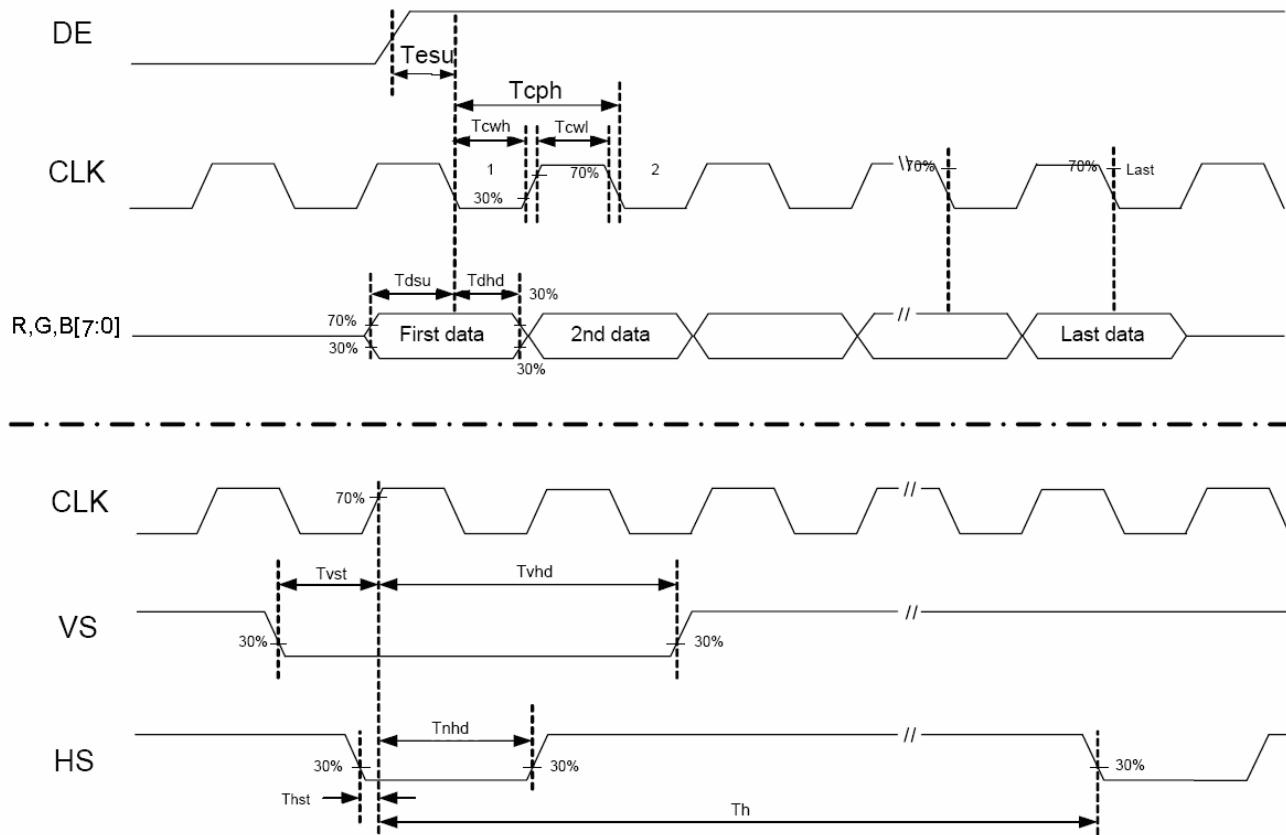 DE
Tesu
Tcph
Tcwh
Tcwl
CLK
1
70%
2
\\
70%
70%
Last
30%
Tdsu
Tdhd
30%
R,G,B[7:0]
70%
First data
2nd data
//
Last data
30%
30%
CLK
70%
//
Tvst
Tvhd
VS
//
30%
30%
Tnhd
HS
//
30%
30%
30%
Thst
Th